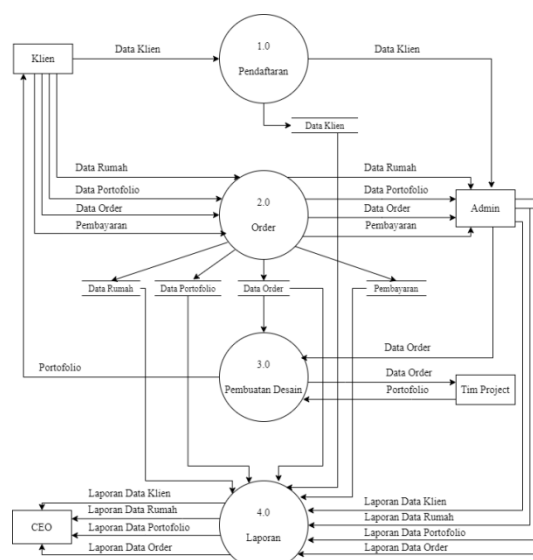 1.0
Pendaftaran
Klien
Data Klien
Data Klien
Data Klien
Data Rumah
Data Portofolio
Data Order
Pembayaran
2.0
Order
Data Rumah
Data Portofolio
Data Order
Pembayaran
Admin
Data Rumah
Data Portofolio
Data Order
Pembayaran
Portofolio
3.0
Pembuatan Desain
Data Order
Data Order
Portofolio
Tim Project
CEO
Laporan Data Klien
Laporan Data Rumah
Laporan Data Portofolio
Laporan Data Order
4.0
Laporan
Laporan Data Klien
Laporan Data Rumah
Laporan Data Portofolio
Laporan Data Order